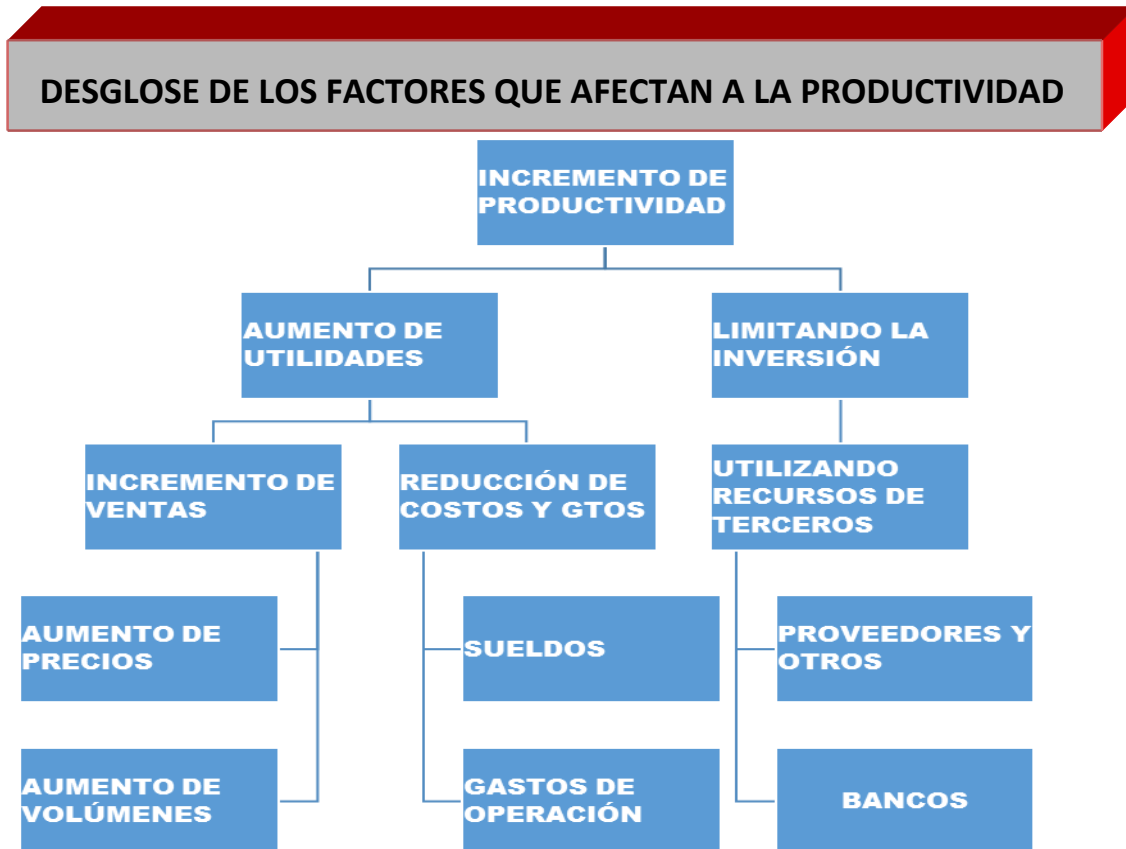 DESGLOSE DE LOS FACTORES QUE AFECTAN A LA PRODUCTIVIDAD
INCREMENTO DE
PRODUCTIVIDAD
AUMENTO DE
UTILIDADES
LIMITANDO LA
INVERSIÓN
INCREMENTO DE
VENTAS
REDUCCIÓN DE
COSTOS Y GTOS
UTILIZANDO
RECURSOS DE
TERCEROS
AUMENTO DE
PRECIOS
SUELDOS
PROVEEDORES Y
OTROS
AUMENTO DE
VOLÚMENES
GASTOS DE
OPERACIÓN
BANCOS